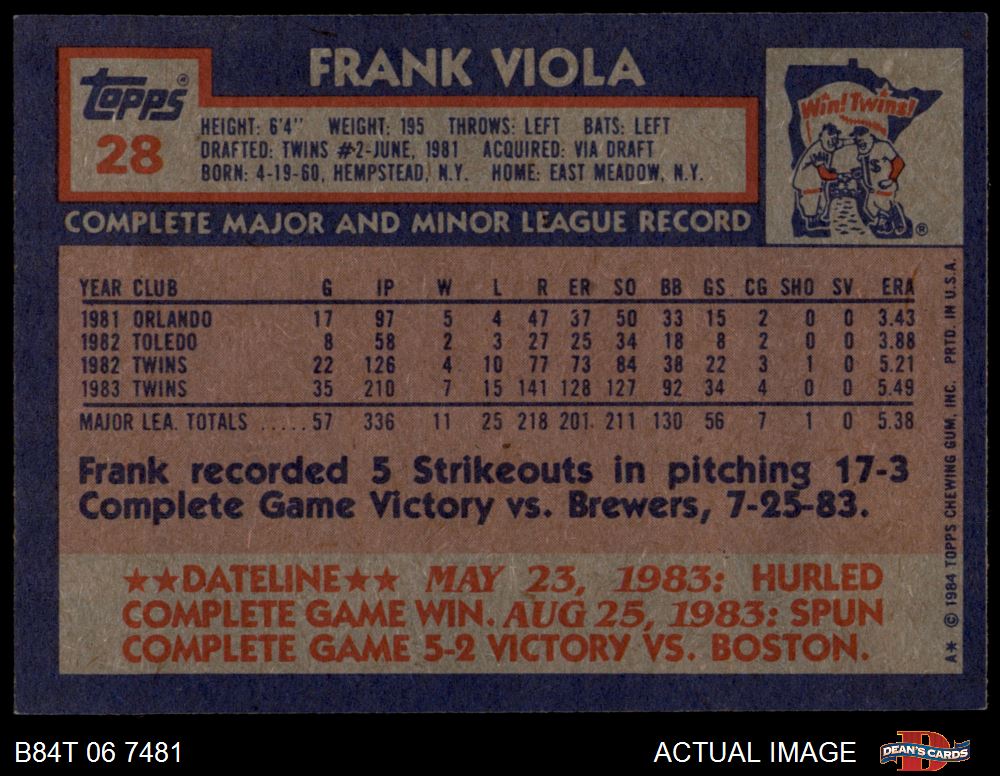 FRANK VIOLA
Topps®
28
HEIGHT: 6'4" WEIGHT: 195 THROWS: LEFT BATS: LEFT
DRAFTED: TWINS #2-JUNE, 1981 ACQUIRED: VIA DRAFT
BORN: 4-19-60, HEMPSTEAD, N.Y. HOME: EAST MEADOW, N.Y.
Win! Twins!
®
COMPLETE MAJOR AND MINOR LEAGUE RECORD
YEAR CLUB G IP W L R ER SO BB GS CG SHO SV ERA
1981 ORLANDO 17 97 5 4 47 37 50 33 15 2 0 0 3.43
1982 TOLEDO 8 58 2 3 27 25 34 18 8 2 0 0 3.88
1982 TWINS 22 126 4 10 77 73 84 38 22 3 1 0 5.21
1983 TWINS 35 210 7 15 141 128 127 92 34 4 0 0 5.49
MAJOR LEA. TOTALS ..... 57 336 11 25 218 201 211 130 56 7 1 0 5.38
Frank recorded 5 Strikeouts in pitching 17-3
Complete Game Victory vs. Brewers, 7-25-83.
★★DATELINE★★ MAY 23, 1983: HURLED
COMPLETE GAME WIN. AUG 25, 1983: SPUN
COMPLETE GAME 5-2 VICTORY VS. BOSTON.
A* © 1984 TOPPS CHEWING GUM, INC. PRTD. IN U.S.A.
B84T 06 7481
ACTUAL IMAGE
D
DEAN'S CARDS